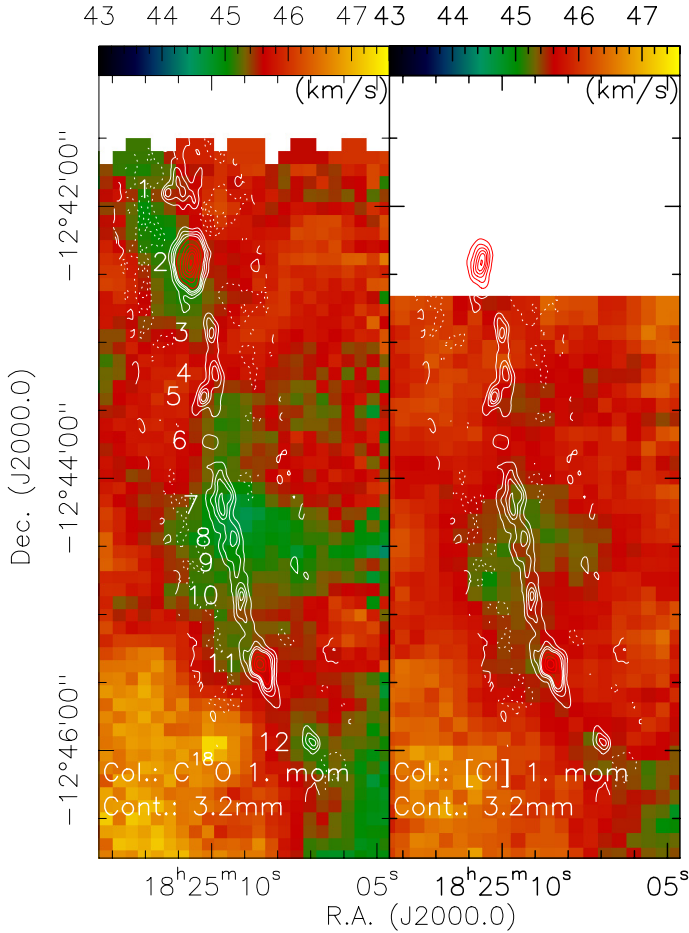 43 44 45 46 47 43 44 45 46 47
(km/s) (km/s)
−12°42'00"
1
2
3
4
5
6
−12°44'00"
7
8
9
10
11
12
−12°46'00"
Dec. (J2000.0)
Col.: C¹⁸O 1. mom
Cont.: 3.2mm
Col.: [CI] 1. mom
Cont.: 3.2mm
18ʰ25ᵐ10ˢ 05ˢ 18ʰ25ᵐ10ˢ 05ˢ
R.A. (J2000.0)